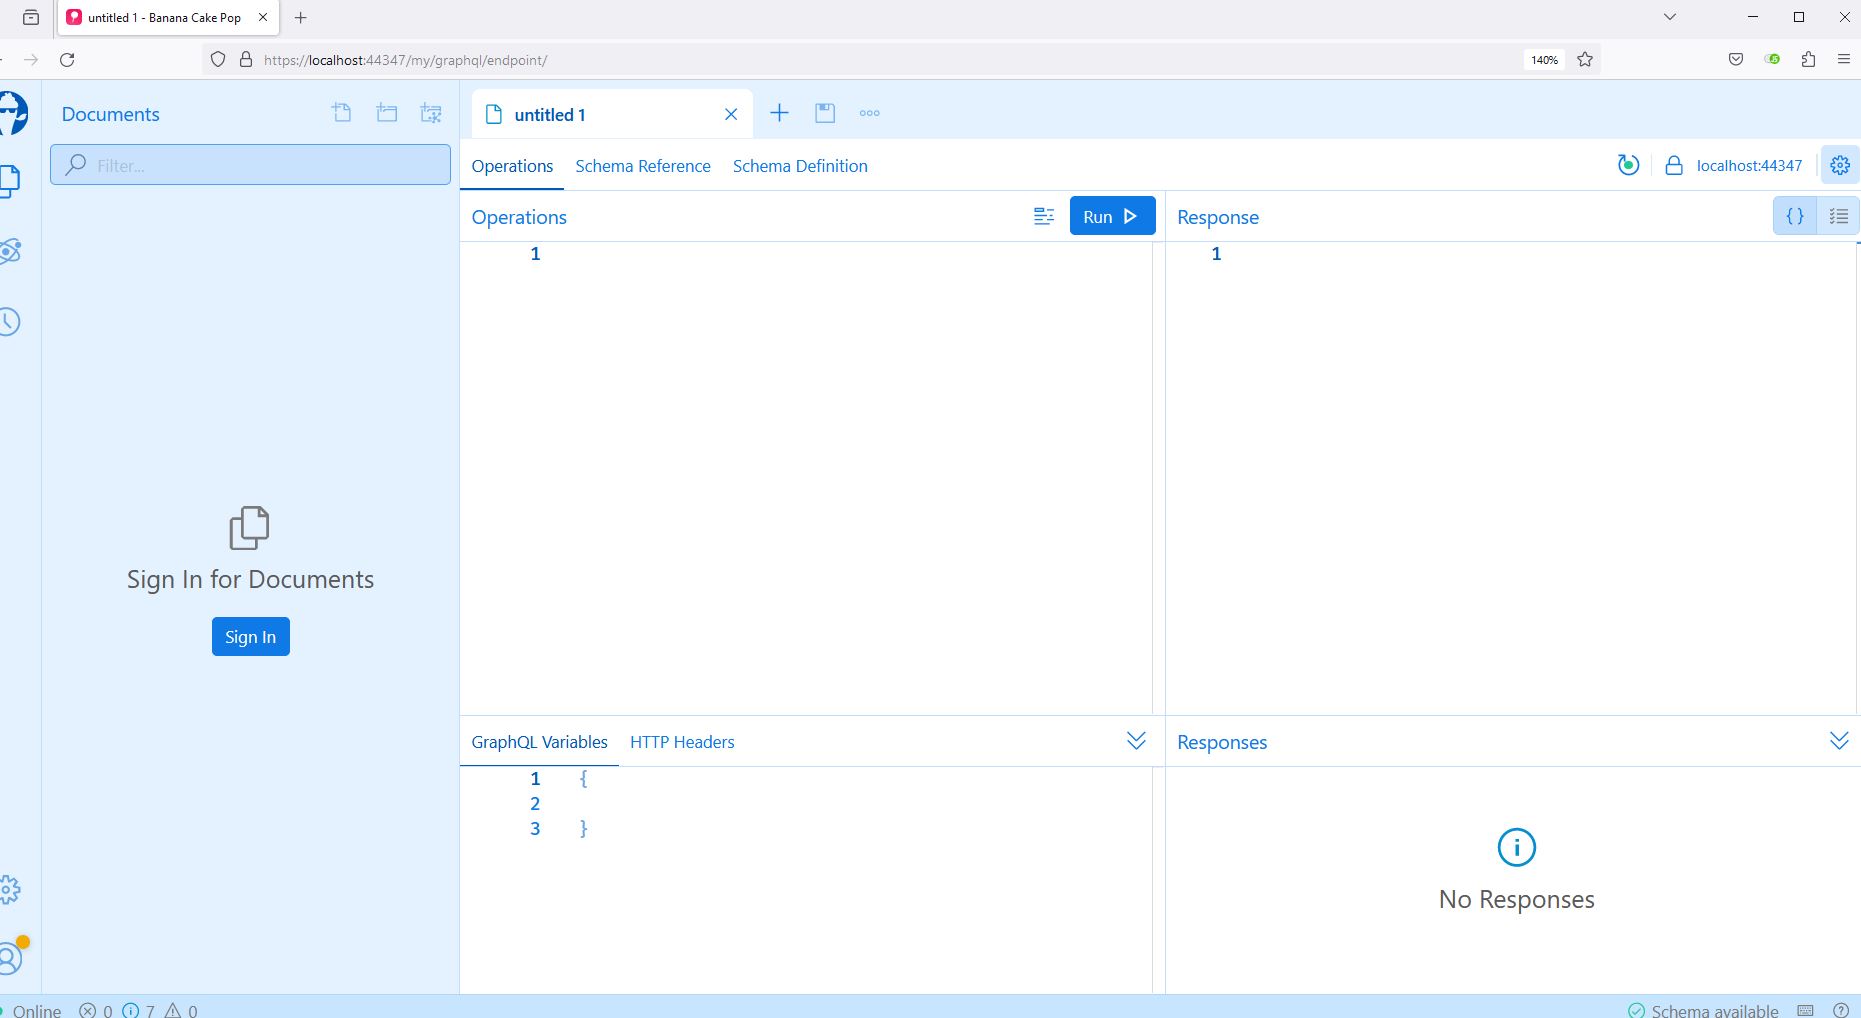 untitled 1 - Banana Cake Pop
https://localhost:44347/my/graphql/endpoint/
140%
Documents
Filter...
Sign In for Documents
Sign In
untitled 1
Operations
Schema Reference
Schema Definition
localhost:44347
Operations
Run
Response
{ }
1
1
GraphQL Variables
HTTP Headers
Responses
1 {
2
3 }
No Responses
Online
0
7
0
Schema available